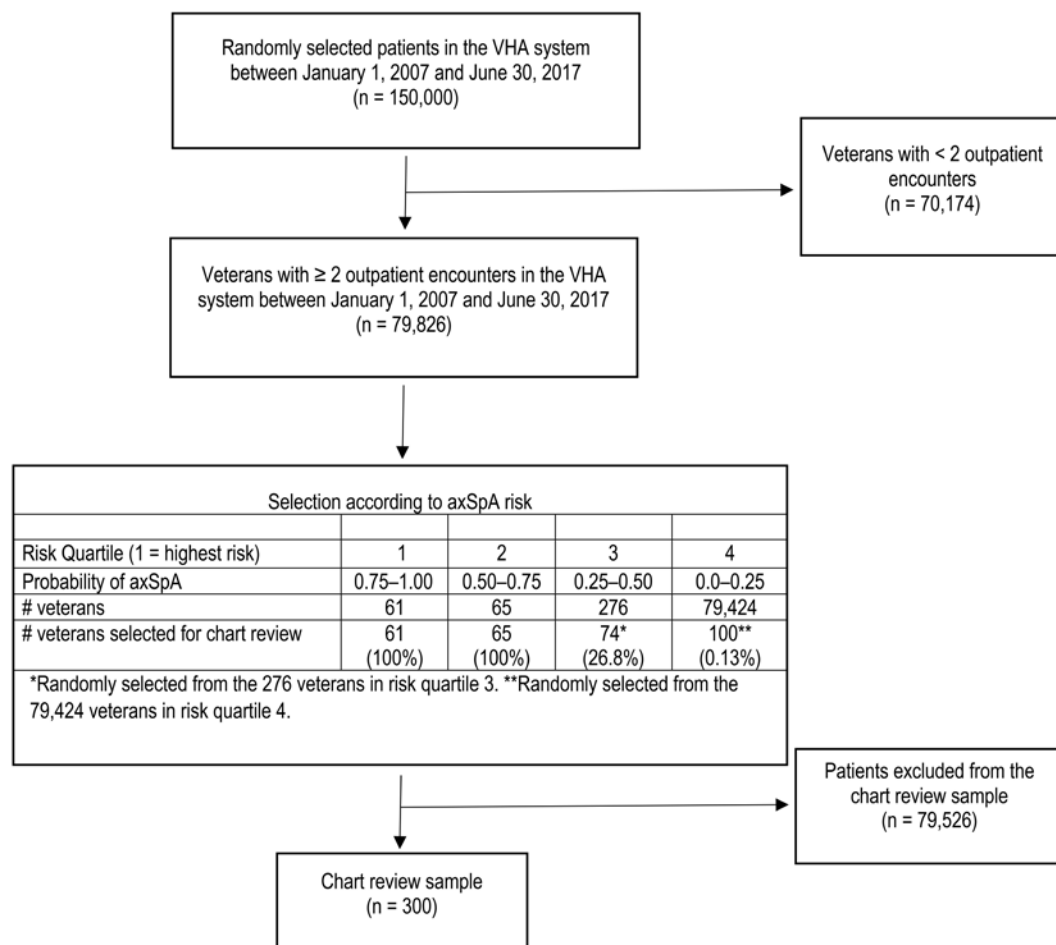 Randomly selected patients in the VHA system
between January 1, 2007 and June 30, 2017
(n = 150,000)
Veterans with < 2 outpatient
encounters
(n = 70,174)
Veterans with ≥ 2 outpatient encounters in the VHA
system between January 1, 2007 and June 30, 2017
(n = 79,826)
Selection according to axSpA risk
Risk Quartile (1 = highest risk) 1 2 3 4
Probability of axSpA 0.75–1.00 0.50–0.75 0.25–0.50 0.0–0.25
# veterans 61 65 276 79,424
# veterans selected for chart review 61 65 74* 100**
(100%) (100%) (26.8%) (0.13%)
*Randomly selected from the 276 veterans in risk quartile 3. **Randomly selected from the
79,424 veterans in risk quartile 4.
Patients excluded from the
chart review sample
(n = 79,526)
Chart review sample
(n = 300)